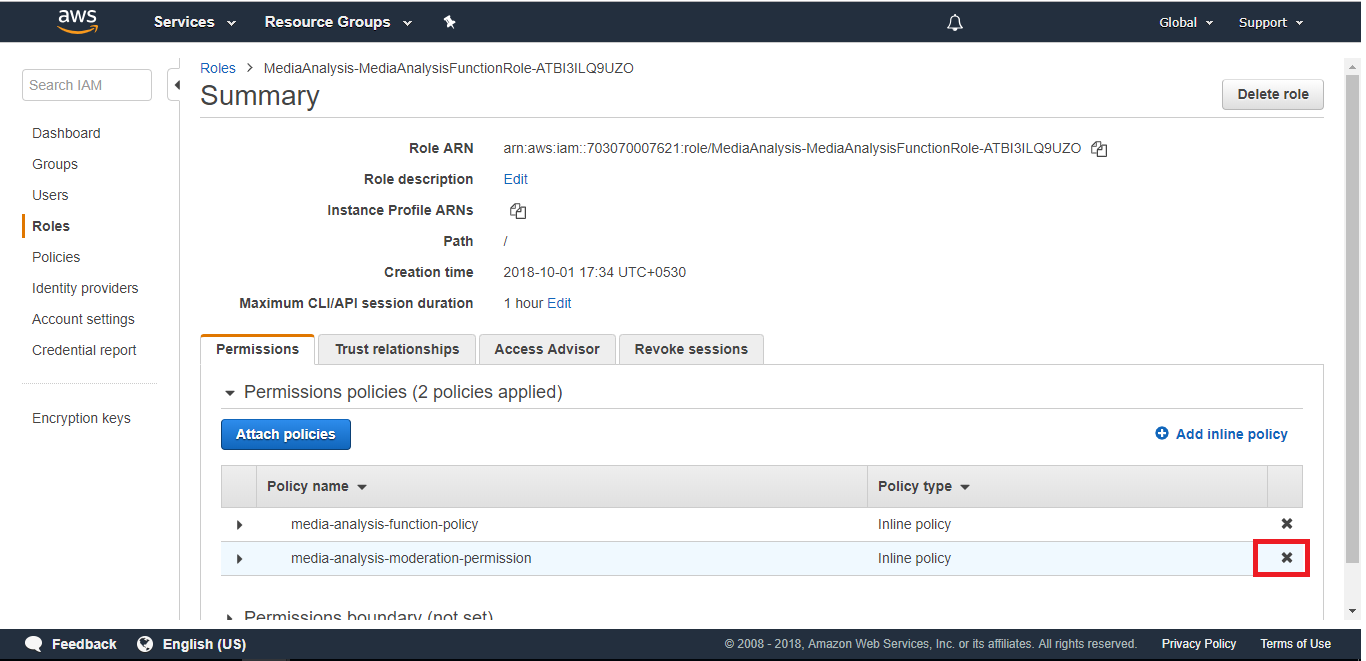 aws Services Resource Groups Global Support
Search IAM
Dashboard
Groups
Users
Roles
Policies
Identity providers
Account settings
Credential report
Encryption keys
Roles > MediaAnalysis-MediaAnalysisFunctionRole-ATBI3ILQ9UZO
Summary
Delete role
Role ARN arn:aws:iam::703070007621:role/MediaAnalysis-MediaAnalysisFunctionRole-ATBI3ILQ9UZO
Role description Edit
Instance Profile ARNs
Path /
Creation time 2018-10-01 17:34 UTC+0530
Maximum CLI/API session duration 1 hour Edit
Permissions Trust relationships Access Advisor Revoke sessions
Permissions policies (2 policies applied)
Attach policies Add inline policy
Policy name Policy type
media-analysis-function-policy Inline policy
media-analysis-moderation-permission Inline policy
Permissions boundary (not set)
Feedback English (US) © 2008 - 2018, Amazon Web Services, Inc. or its affiliates. All rights reserved. Privacy Policy Terms of Use